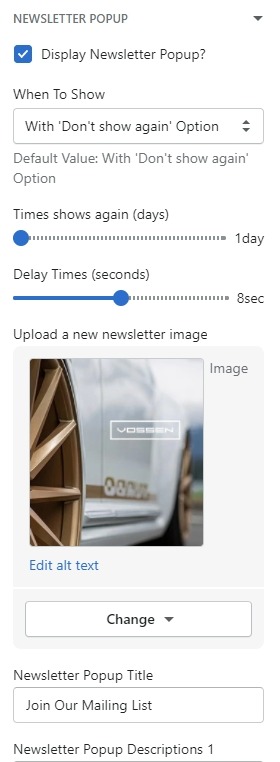 NEWSLETTER POPUP
Display Newsletter Popup?
When To Show
With 'Don't show again' Option
Default Value: With 'Don't show again'
Option
Times shows again (days)
1day
Delay Times (seconds)
8sec
Upload a new newsletter image
Image
VOSSEN
Edit alt text
Change
Newsletter Popup Title
Join Our Mailing List
Newsletter Popup Descriptions 1